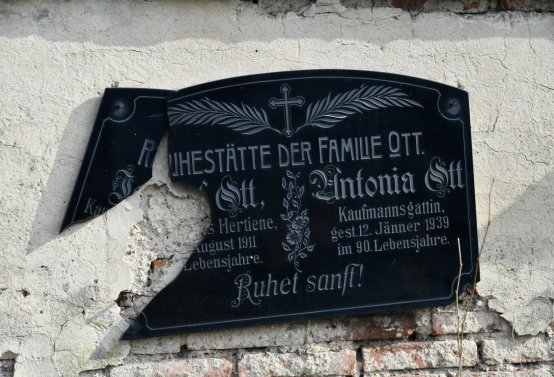 RUHESTÄTTE DER FAMILIE OTT.
Ott,
Hertiene,
August 1911
Lebensjahre.
Antonia Ott
Kaufmannsgattin,
gest. 12. Jänner 1939
im 90. Lebensjahre.
Ruhet sanft!